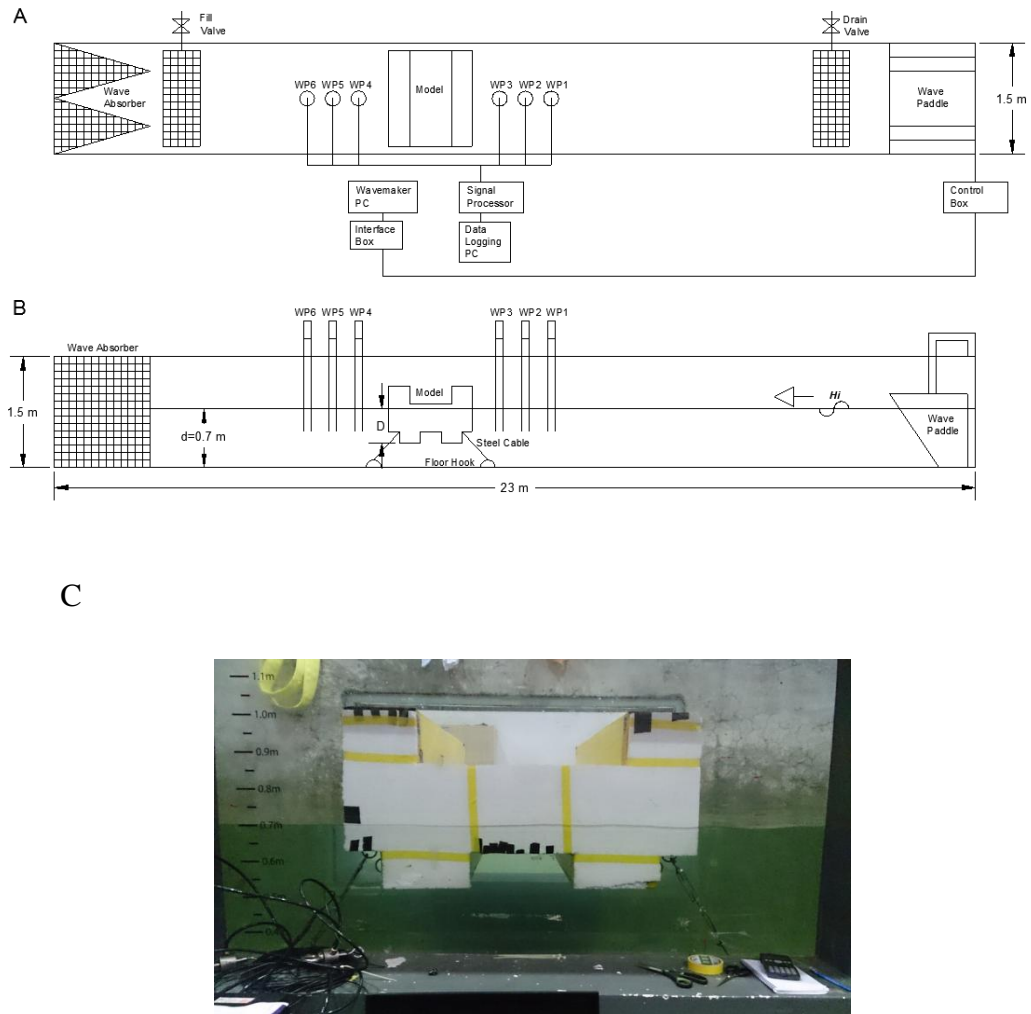 A
Fill
Valve
Drain
Valve
WP6 WP5 WP4
Model
WP3 WP2 WP1
Wave
Absorber
Wave
Paddle
1.5 m
Wavemaker
PC
Signal
Processor
Control
Box
Interface
Box
Data
Logging
PC
B
WP6 WP5 WP4
WP3 WP2 WP1
Wave Absorber
Model
Hi
1.5 m
d=0.7 m
D
Steel Cable
Wave
Paddle
Floor Hook
23 m
C
1.1m
1.0m
0.9m
0.8m
0.7m
0.6m